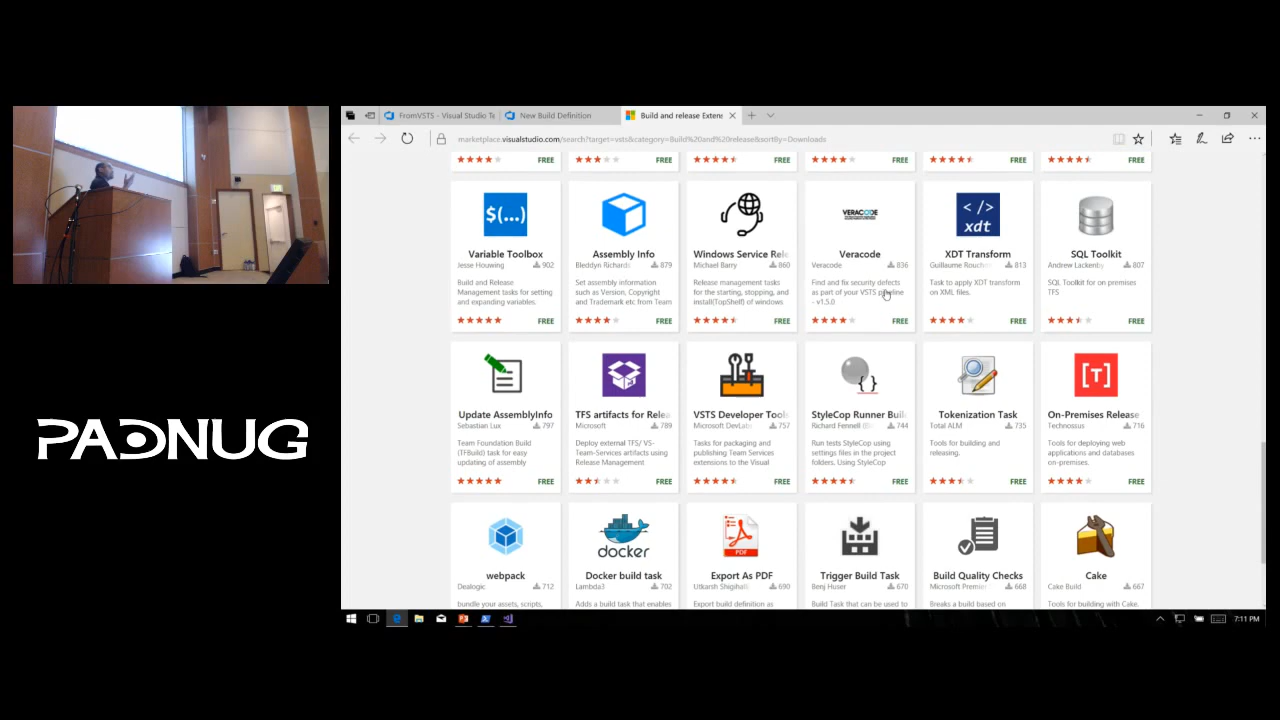 FromVSTS - Visual Studio Te
New Build Definition
Build and release Extens
marketplace.visualstudio.com/search?target=vsts&category=Build%20and%20release&sortBy=Downloads
FREE FREE FREE FREE FREE FREE
$(...)
VERACODE
</>
xdt
Variable Toolbox
Jesse Houwing 902
Build and Release
Management tasks for setting
and expanding variables.
FREE
Assembly Info
Bleddyn Richards 879
Set assembly information
such as Version, Copyright
and Trademark etc from Team
FREE
Windows Service Rele
Michael Barry 860
Release management tasks
for the starting, stopping, and
install(TopShelf) of windows
FREE
Veracode
Veracode 836
Find and fix security defects
as part of your VSTS pipeline
- v1.5.0
FREE
XDT Transform
Guillaume Rouch 813
Task to apply XDT transform
on XML files.
FREE
SQL Toolkit
Andrew Lackenby 807
SQL Toolkit for on premises
TFS
FREE
{ }
[T]
Update AssemblyInfo
Sebastian Lux 797
Team Foundation Build
(TFBuild) task for easy
updating of assembly
FREE
TFS artifacts for Relea
Microsoft 789
Deploy external TFS/ VS-
Team-Services artifacts using
Release Management
FREE
VSTS Developer Tools
Microsoft DevLab 757
Tasks for packaging and
publishing Team Services
extensions to the Visual
FREE
StyleCop Runner Buil
Richard Fennell (B 744
Run tests StyleCop using
settings files in the project
folders. Using StyleCop
FREE
Tokenization Task
Total ALM 735
Tools for building and
releasing.
FREE
On-Premises Release
Technossus 716
Tools for deploying web
applications and databases
on-premises.
FREE
docker
PDF
webpack
Dealogic 712
bundle your assets, scripts,
Docker build task
Lambda3 702
Adds a build task that enables
Export As PDF
Utkarsh Shigihall 690
Export build definition as
Trigger Build Task
Benj Huser 670
Build Task that can be used to
Build Quality Checks
Microsoft Premier 668
Breaks a build based on
Cake
Cake Build 667
Tools for building with Cake.
7:11 PM
PADNUG